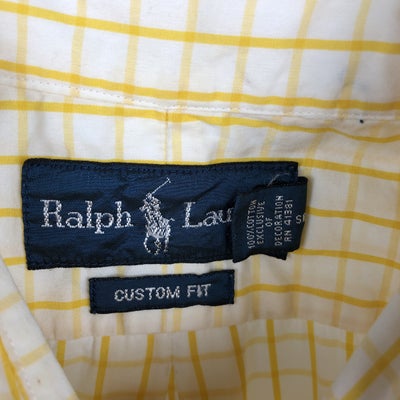 Ralph Lau
CUSTOM FIT
100% COTTON
EXCLUSIVE
OF
DECORATION
RN 41381